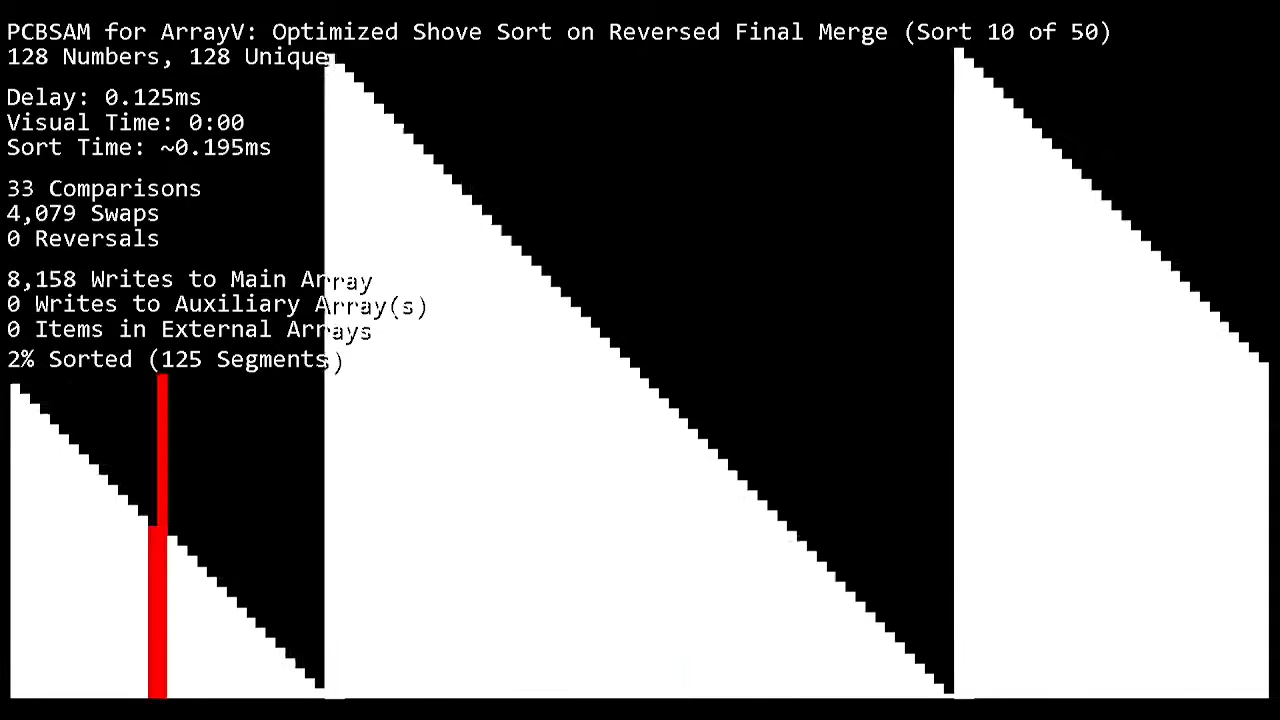 PCBSAM for ArrayV: Optimized Shove Sort on Reversed Final Merge (Sort 10 of 50)
128 Numbers, 128 Unique
Delay: 0.125ms
Visual Time: 0:00
Sort Time: ~0.195ms
33 Comparisons
4,079 Swaps
0 Reversals
8,158 Writes to Main Array
0 Writes to Auxiliary Array(s)
0 Items in External Arrays
2% Sorted (125 Segments)